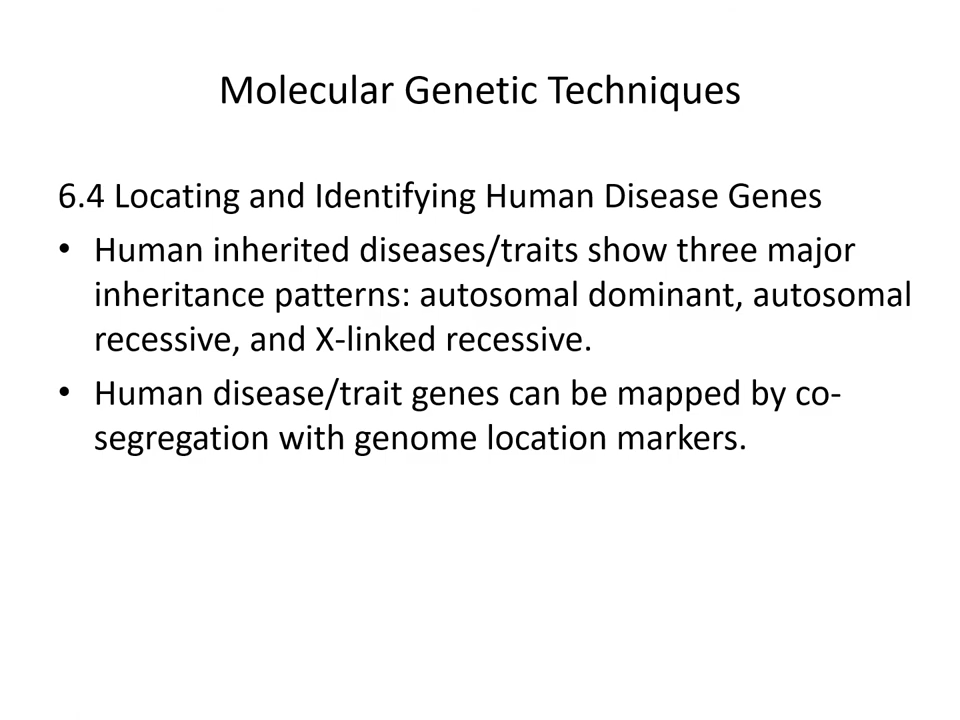 Molecular Genetic Techniques
6.4 Locating and Identifying Human Disease Genes
• Human inherited diseases/traits show three major
inheritance patterns: autosomal dominant, autosomal
recessive, and X-linked recessive.
• Human disease/trait genes can be mapped by co-
segregation with genome location markers.